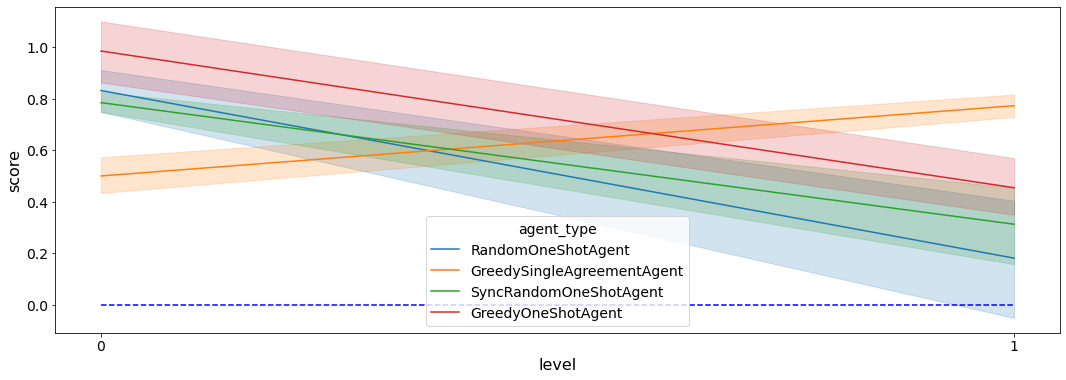 score
1.0
0.8
0.6
0.4
0.2
0.0
agent_type
RandomOneShotAgent
GreedySingleAgreementAgent
SyncRandomOneShotAgent
GreedyOneShotAgent
0
1
level